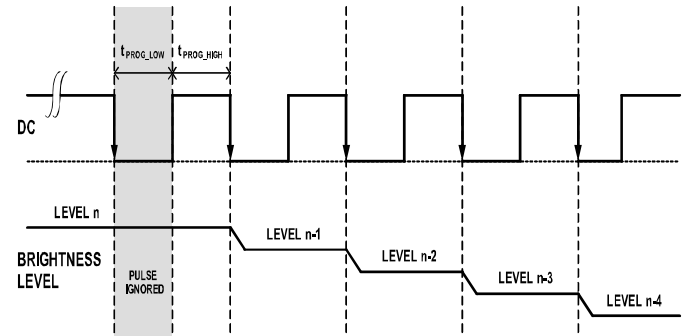 tPROG_LOW
tPROG_HIGH
DC
LEVEL n
LEVEL n-1
LEVEL n-2
LEVEL n-3
LEVEL n-4
BRIGHTNESS
LEVEL
PULSE
IGNORED